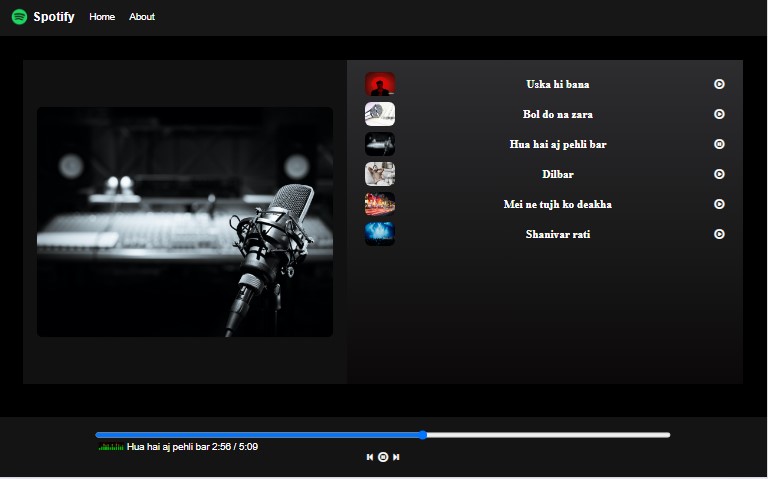 Spotify Home About
Uska hi bana
Bol do na zara
Hua hai aj pehli bar
Dilbar
Mei ne tujh ko deakha
Shanivar rati
Hua hai aj pehli bar 2:56 / 5:09